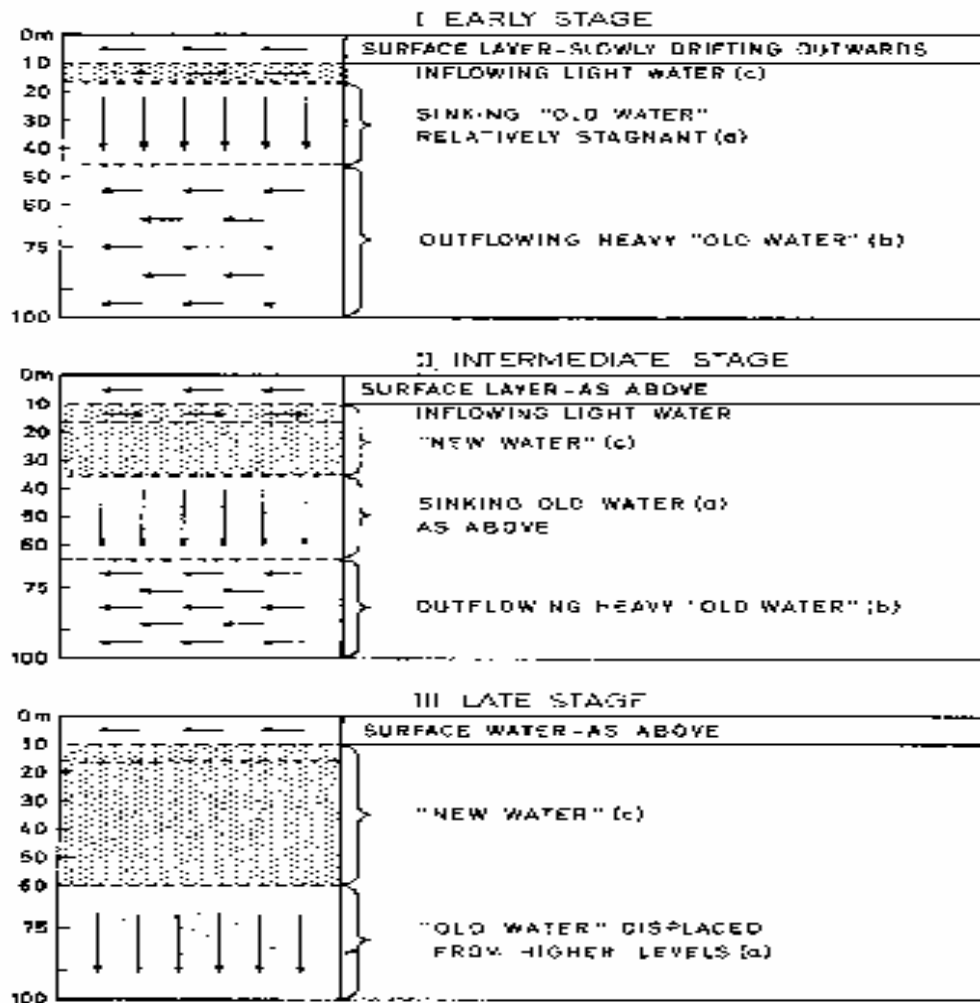 I EARLY STAGE
0m
SURFACE LAYER-SLOWLY DRIFTING OUTWARDS
10
INFLOWING LIGHT WATER (c)
20
SINKING "OLD WATER"
30
RELATIVELY STAGNANT (a)
40
50
60
75
OUTFLOWING HEAVY "OLD WATER" (b)
100
II INTERMEDIATE STAGE
0m
SURFACE LAYER-AS ABOVE
10
INFLOWING LIGHT WATER
20
"NEW WATER" (c)
30
40
SINKING OLD WATER (a)
50
AS ABOVE
60
75
OUTFLOWING HEAVY "OLD WATER" (b)
100
III LATE STAGE
0m
SURFACE WATER-AS ABOVE
10
20
30
"NEW WATER" (c)
40
50
60
75
"OLD WATER" DISPLACED
FROM HIGHER LEVELS (a)
100